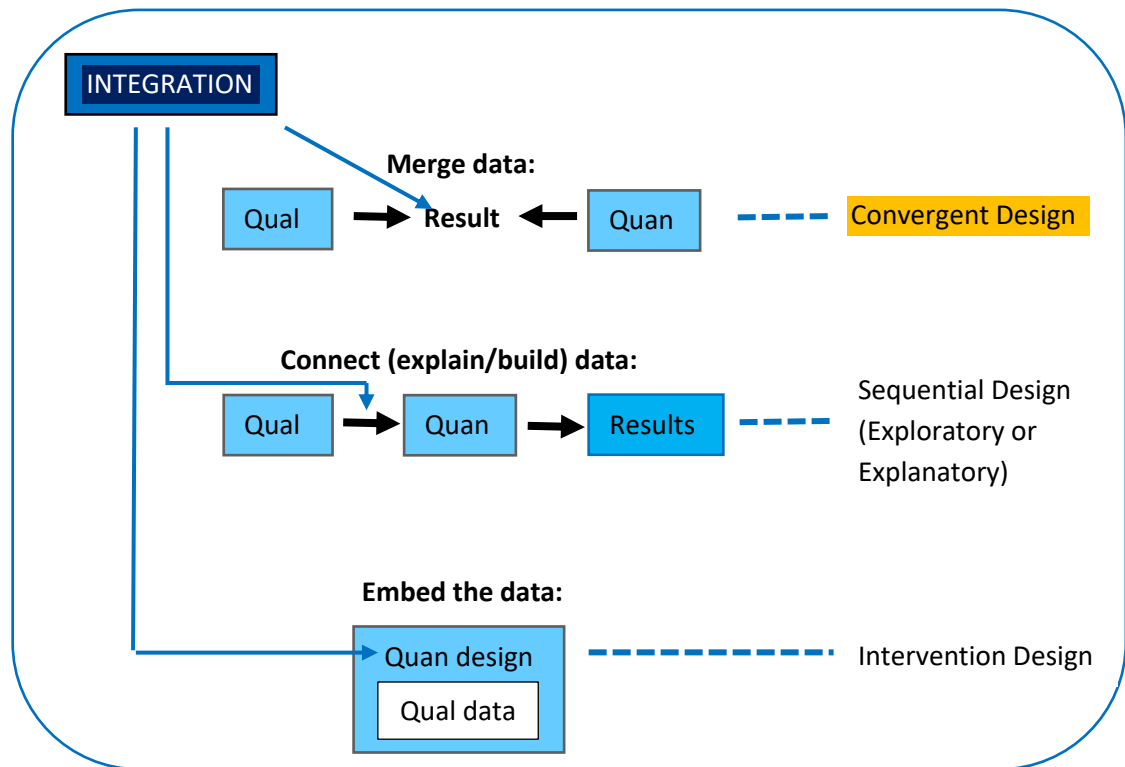 INTEGRATION
Merge data:
Qual
Result
Quan
Convergent Design
Connect (explain/build) data:
Qual
Quan
Results
Sequential Design
(Exploratory or
Explanatory)
Embed the data:
Quan design
Qual data
Intervention Design